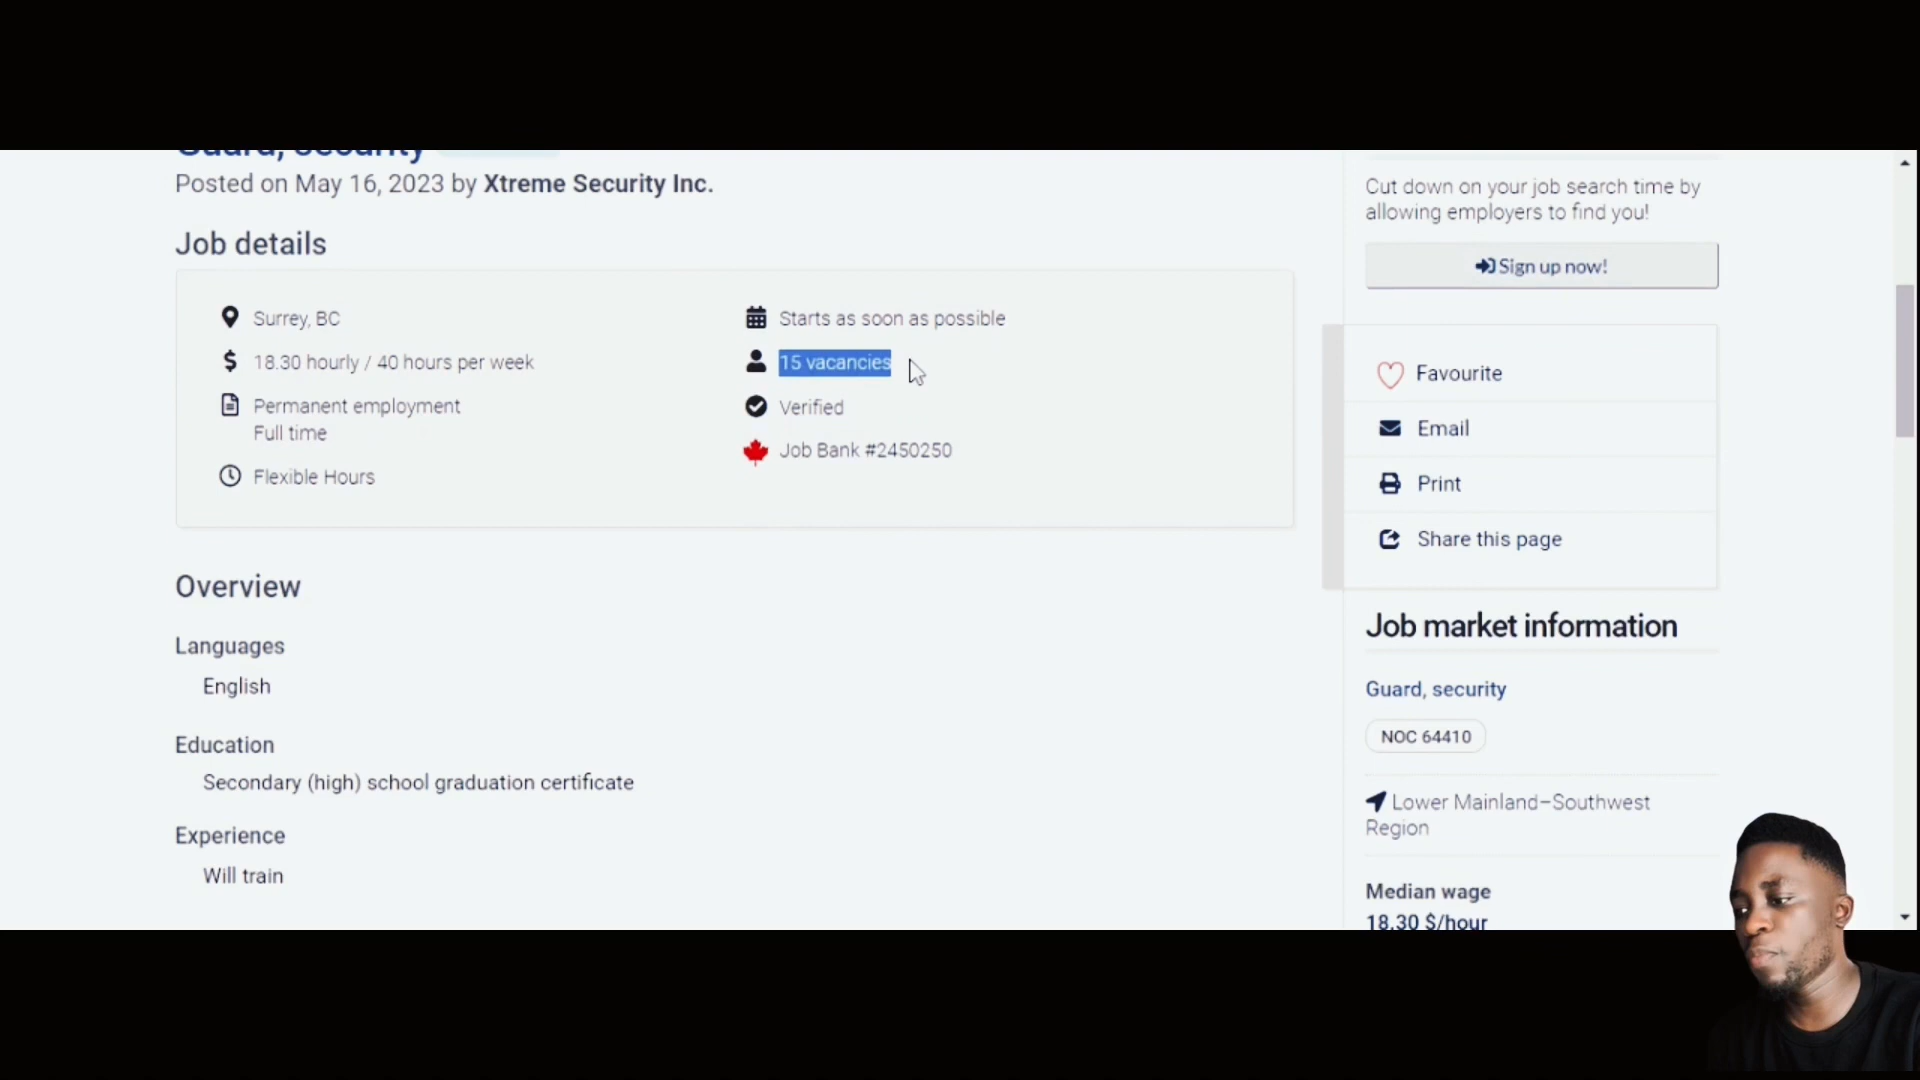 Guard, security
Posted on May 16, 2023 by Xtreme Security Inc.
Job details
Surrey, BC
18.30 hourly / 40 hours per week
Permanent employment
Full time
Flexible Hours
Starts as soon as possible
15 vacancies
Verified
Job Bank #2450250
Overview
Languages
English
Education
Secondary (high) school graduation certificate
Experience
Will train
Cut down on your job search time by
allowing employers to find you!
Sign up now!
Favourite
Email
Print
Share this page
Job market information
Guard, security
NOC 64410
Lower Mainland–Southwest
Region
Median wage
18.30 $/hour